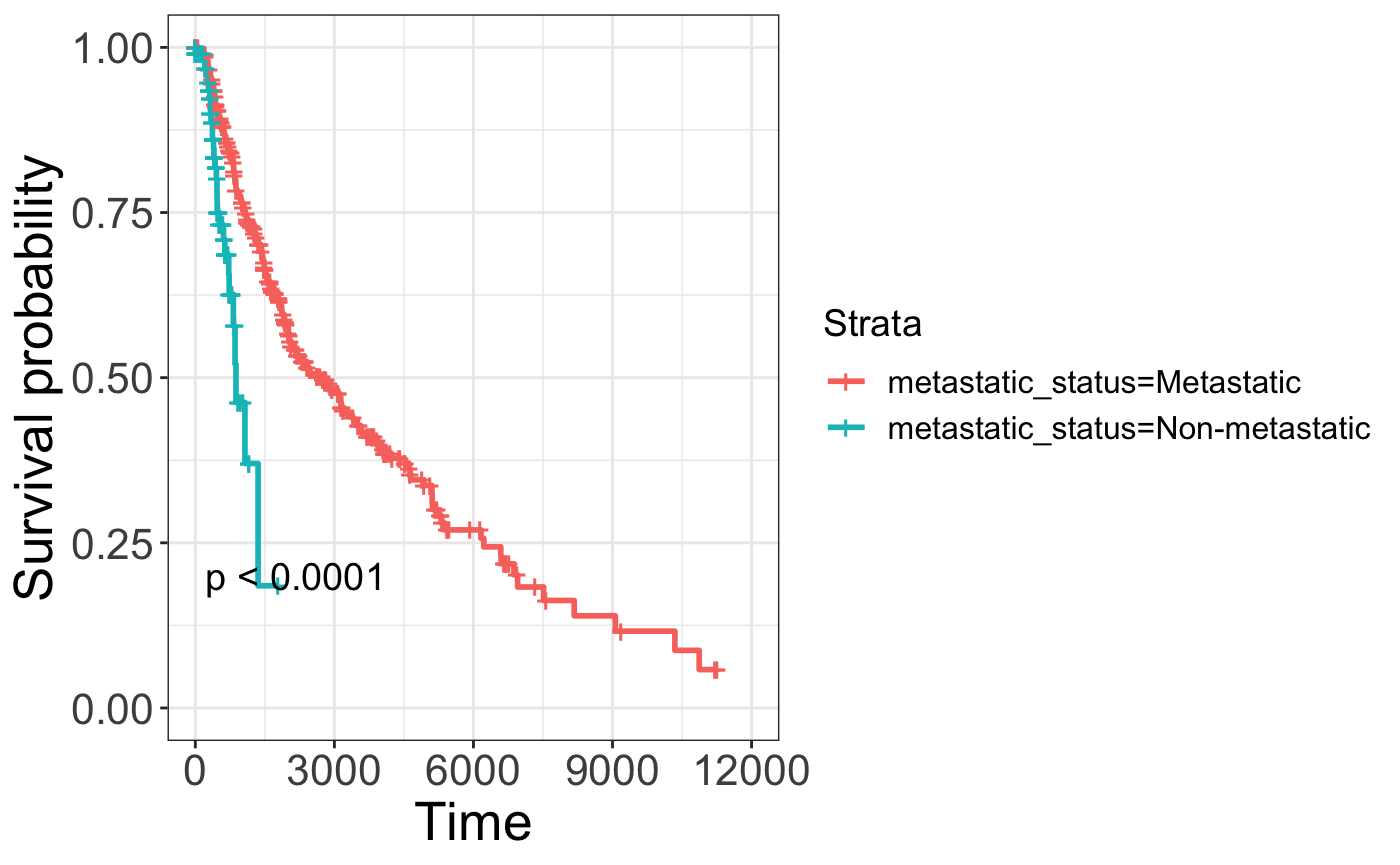 Survival probability
1.00
0.75
0.50
0.25
0.00
p < 0.0001
0 3000 6000 9000 12000
Time
Strata
metastatic_status=Metastatic
metastatic_status=Non-metastatic